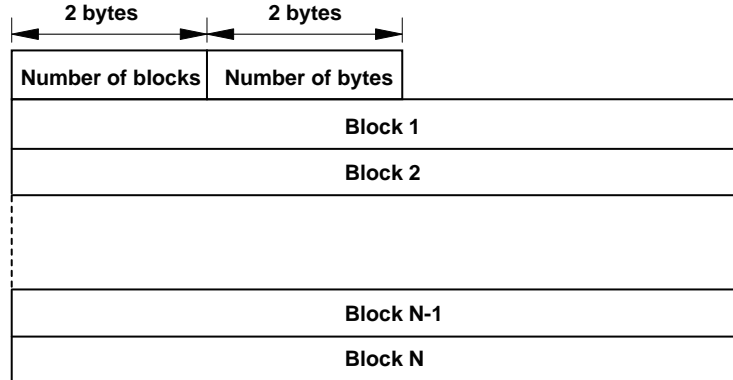 2 bytes 2 bytes
Number of blocks Number of bytes
Block 1
Block 2
Block N-1
Block N